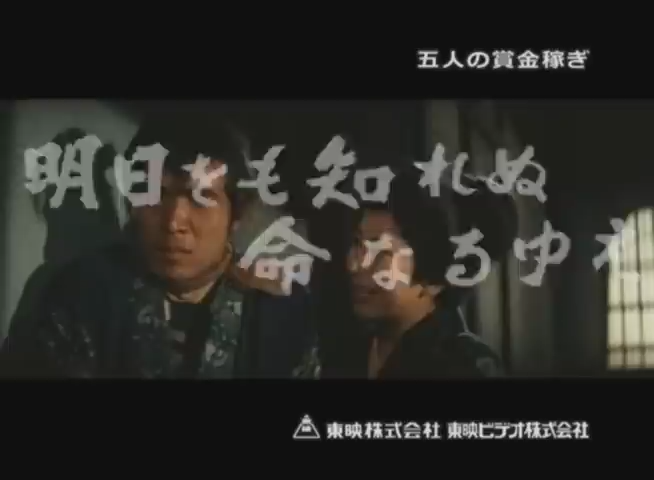 五人の賞金稼ぎ
明日をも知れぬ
命なるゆえ
東映株式会社 東映ビデオ株式会社